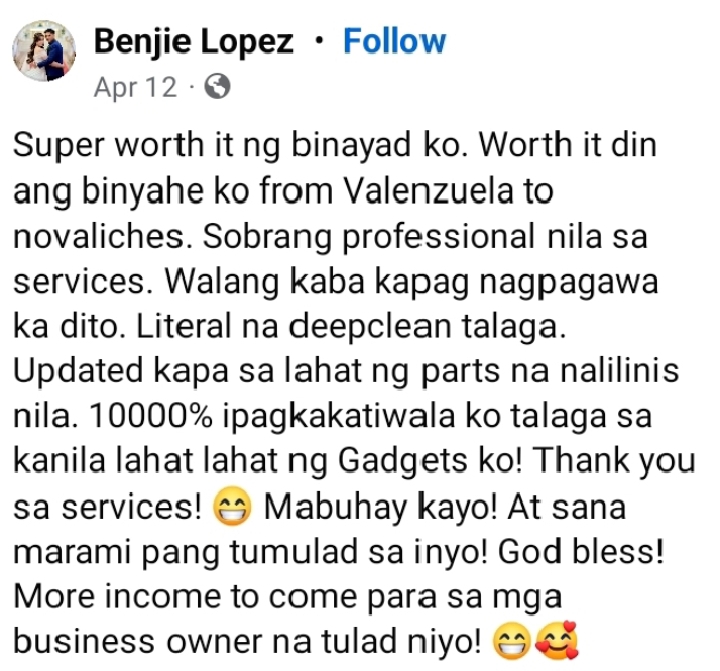 Benjie Lopez · Follow
Apr 12 ·
Super worth it ng binayad ko. Worth it din
ang binyahe ko from Valenzuela to
novaliches. Sobrang professional nila sa
services. Walang kaba kapag nagpagawa
ka dito. Literal na deepclean talaga.
Updated kapa sa lahat ng parts na nalilinis
nila. 10000% ipagkakatiwala ko talaga sa
kanila lahat lahat ng Gadgets ko! Thank you
sa services! 😁 Mabuhay kayo! At sana
marami pang tumulad sa inyo! God bless!
More income to come para sa mga
business owner na tulad niyo! 😁🥰